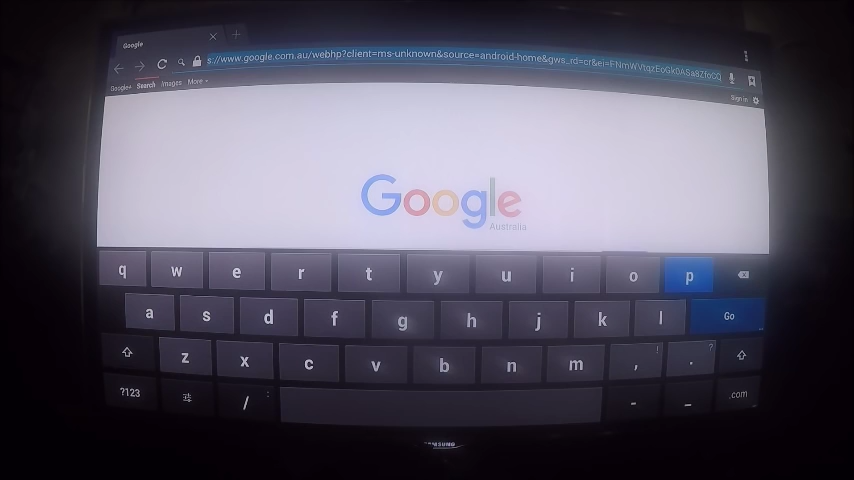 Google
s://www.google.com.au/webhp?client=ms-unknown&source=android-home&gws_rd=cr&ei=FNmWVtqzEoGk0ASa8ZfoCQ
Google+ Search Images More
Sign in
Google
Australia
q w e r t y u i o p
a s d f g h j k l Go
z x c v b n m , ! . ?
?123 / : - _ .com
SAMSUNG